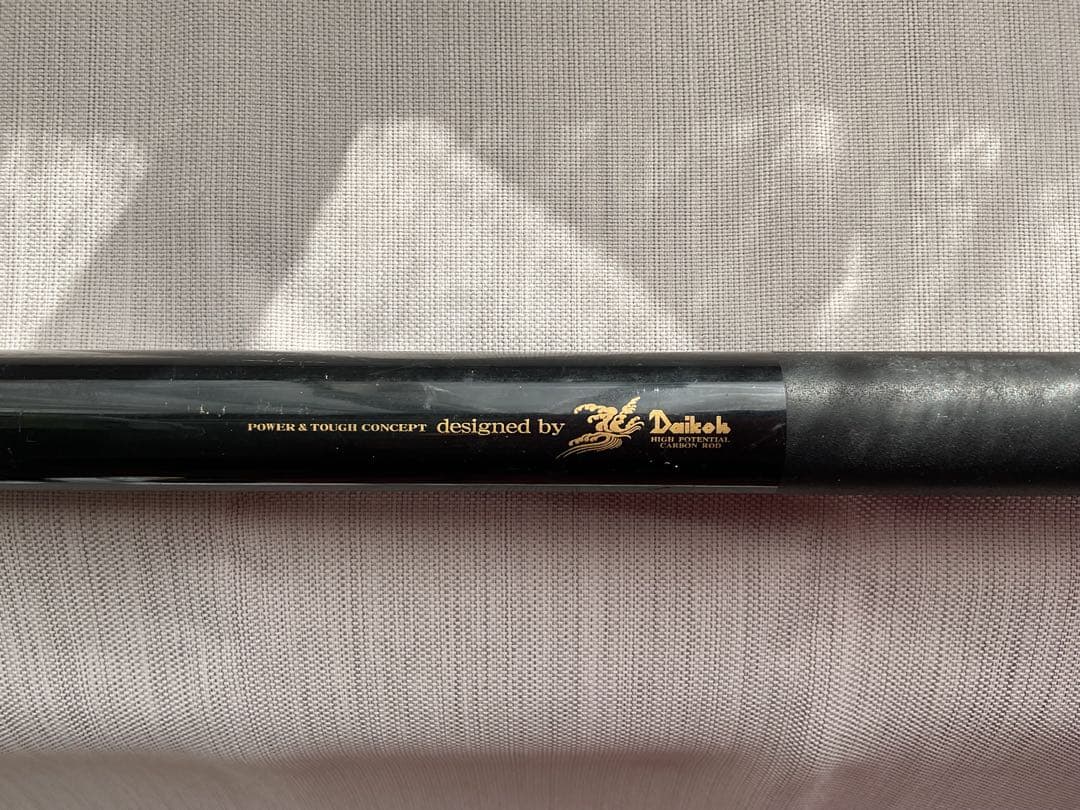 POWER & TOUGH CONCEPT designed by Daikoh
HIGH POTENTIAL
CARBON ROD